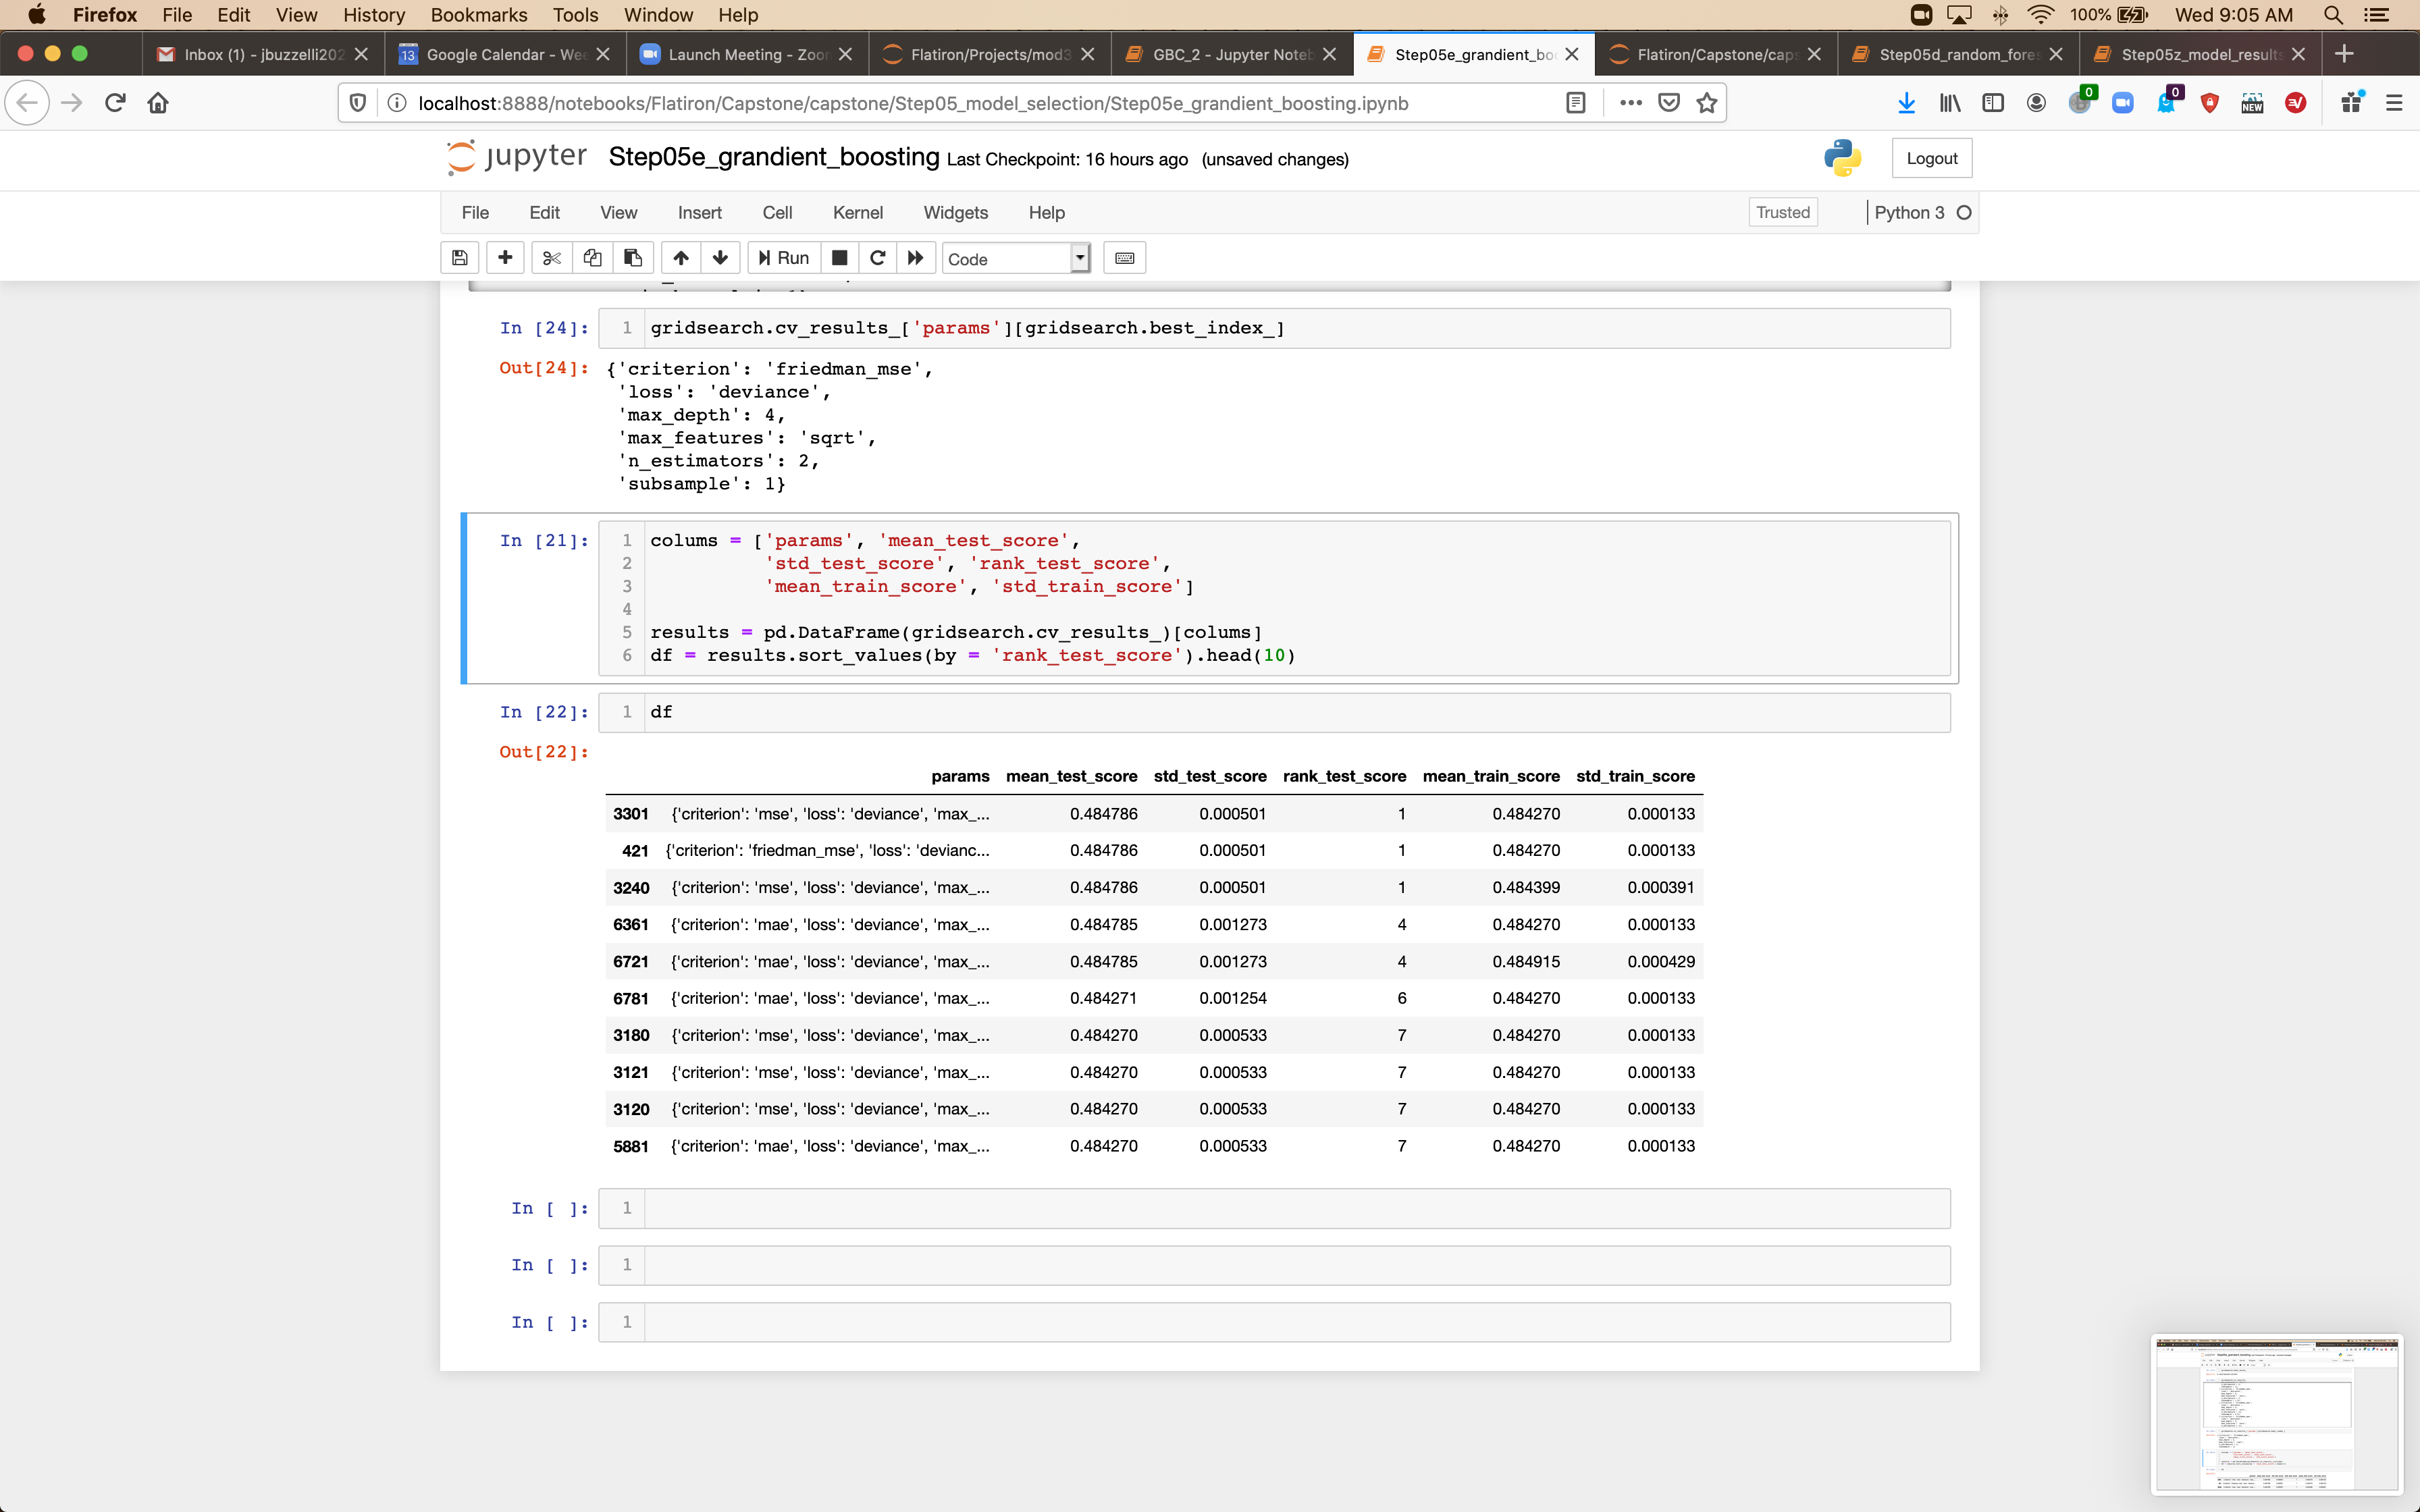 Firefox File Edit View History Bookmarks Tools Window Help 100% Wed 9:05 AM
Inbox (1) - jbuzzelli202 13 Google Calendar - Wee Launch Meeting - Zoom Flatiron/Projects/mod3 GBC_2 - Jupyter Noteb Step05e_grandient_boo Flatiron/Capstone/caps Step05d_random_fores Step05z_model_results
localhost:8888/notebooks/Flatiron/Capstone/capstone/Step05_model_selection/Step05e_grandient_boosting.ipynb 0 0 NEW
jupyter Step05e_grandient_boosting Last Checkpoint: 16 hours ago (unsaved changes) Logout
File Edit View Insert Cell Kernel Widgets Help Trusted Python 3
Run Code
In [24]: 1 gridsearch.cv_results_['params'][gridsearch.best_index_]
Out[24]: {'criterion': 'friedman_mse',
'loss': 'deviance',
'max_depth': 4,
'max_features': 'sqrt',
'n_estimators': 2,
'subsample': 1}
In [21]: 1 colums = ['params', 'mean_test_score',
2 'std_test_score', 'rank_test_score',
3 'mean_train_score', 'std_train_score']
4
5 results = pd.DataFrame(gridsearch.cv_results_)[colums]
6 df = results.sort_values(by = 'rank_test_score').head(10)
In [22]: 1 df
Out[22]:
params mean_test_score std_test_score rank_test_score mean_train_score std_train_score
3301 {'criterion': 'mse', 'loss': 'deviance', 'max_... 0.484786 0.000501 1 0.484270 0.000133
421 {'criterion': 'friedman_mse', 'loss': 'devianc... 0.484786 0.000501 1 0.484270 0.000133
3240 {'criterion': 'mse', 'loss': 'deviance', 'max_... 0.484786 0.000501 1 0.484399 0.000391
6361 {'criterion': 'mae', 'loss': 'deviance', 'max_... 0.484785 0.001273 4 0.484270 0.000133
6721 {'criterion': 'mae', 'loss': 'deviance', 'max_... 0.484785 0.001273 4 0.484915 0.000429
6781 {'criterion': 'mae', 'loss': 'deviance', 'max_... 0.484271 0.001254 6 0.484270 0.000133
3180 {'criterion': 'mse', 'loss': 'deviance', 'max_... 0.484270 0.000533 7 0.484270 0.000133
3121 {'criterion': 'mse', 'loss': 'deviance', 'max_... 0.484270 0.000533 7 0.484270 0.000133
3120 {'criterion': 'mse', 'loss': 'deviance', 'max_... 0.484270 0.000533 7 0.484270 0.000133
5881 {'criterion': 'mae', 'loss': 'deviance', 'max_... 0.484270 0.000533 7 0.484270 0.000133
In [ ]: 1
In [ ]: 1
In [ ]: 1